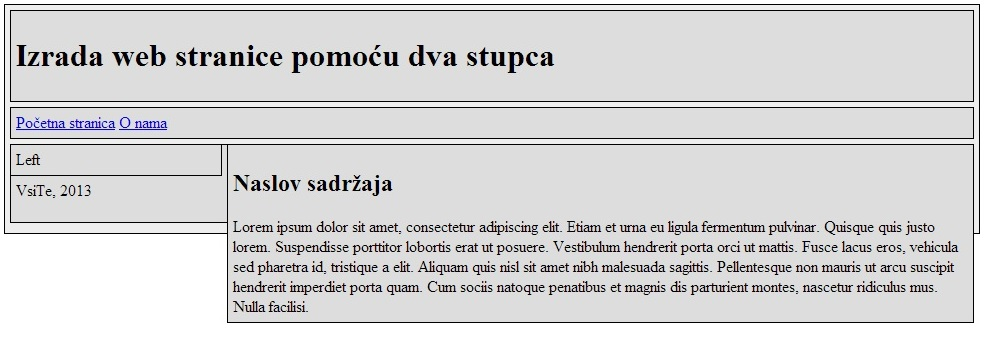 Izrada web stranice pomoću dva stupca
Početna stranica O nama
Left
VsiTe, 2013
Naslov sadržaja
Lorem ipsum dolor sit amet, consectetur adipiscing elit. Etiam et urna eu ligula fermentum pulvinar. Quisque quis justo
lorem. Suspendisse porttitor lobortis erat ut posuere. Vestibulum hendrerit porta orci ut mattis. Fusce lacus eros, vehicula
sed pharetra id, tristique a elit. Aliquam quis nisl sit amet nibh malesuada sagittis. Pellentesque non mauris ut arcu suscipit
hendrerit imperdiet porta quam. Cum sociis natoque penatibus et magnis dis parturient montes, nascetur ridiculus mus.
Nulla facilisi.